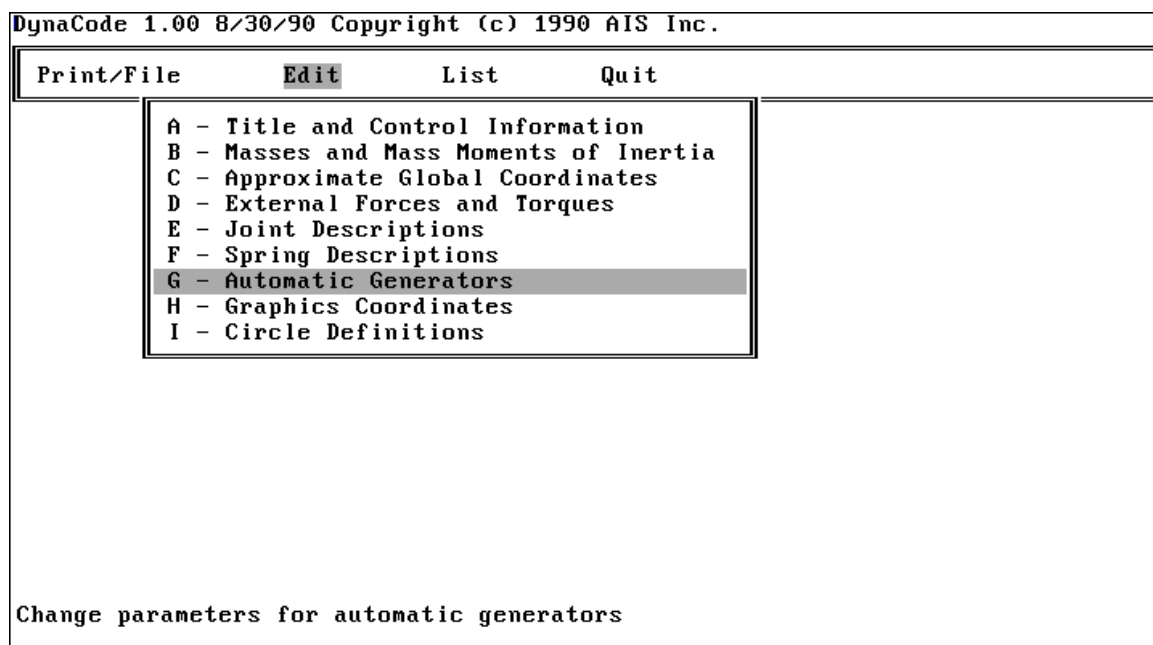 DynaCode 1.00 8/30/90 Copyright (c) 1990 AIS Inc.
Print/File Edit List Quit
A - Title and Control Information
B - Masses and Mass Moments of Inertia
C - Approximate Global Coordinates
D - External Forces and Torques
E - Joint Descriptions
F - Spring Descriptions
G - Automatic Generators
H - Graphics Coordinates
I - Circle Definitions
Change parameters for automatic generators